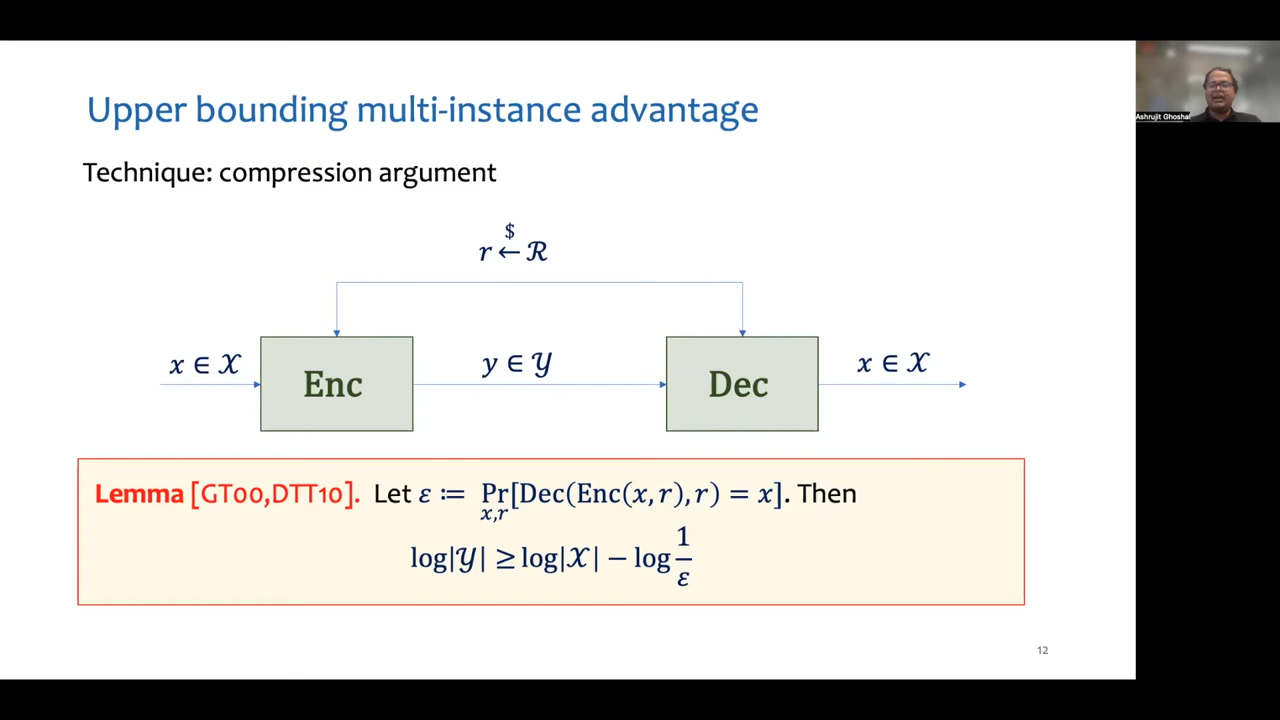 Upper bounding multi-instance advantage
Ashrujit Ghoshal
Technique: compression argument
$
r ← ℛ
x ∈ 𝒳
Enc
y ∈ 𝒴
Dec
x ∈ 𝒳
Lemma [GT00,DTT10]. Let ε ≔ Pr[Dec(Enc(x, r), r) = x]. Then
x,r
log|𝒴| ≥ log|𝒳| − log 1/ε
12